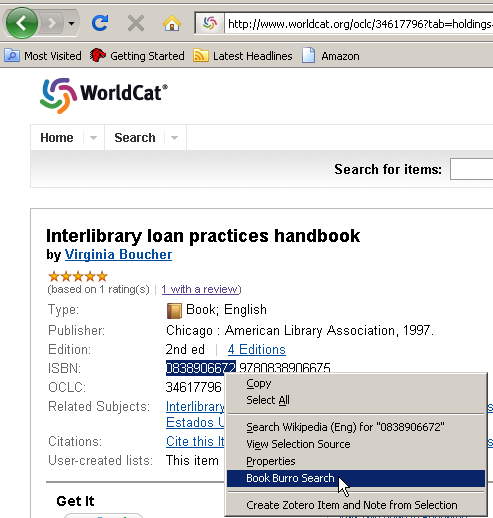 http://www.worldcat.org/oclc/34617796?tab=holdings
Most Visited Getting Started Latest Headlines Amazon
WorldCat®
Home Search
Search for items:
Interlibrary loan practices handbook
by Virginia Boucher
(based on 1 rating(s) | 1 with a review)
Type: Book; English
Publisher: Chicago : American Library Association, 1997.
Edition: 2nd ed | 4 Editions
ISBN: 0838906672 9780838906675
OCLC: 34617796
Related Subjects: Interlibrary
Estados U
Citations: Cite this It
User-created lists: This item
Copy
Select All
Search Wikipedia (Eng) for "0838906672"
View Selection Source
Properties
Book Burro Search
Create Zotero Item and Note from Selection
Get It